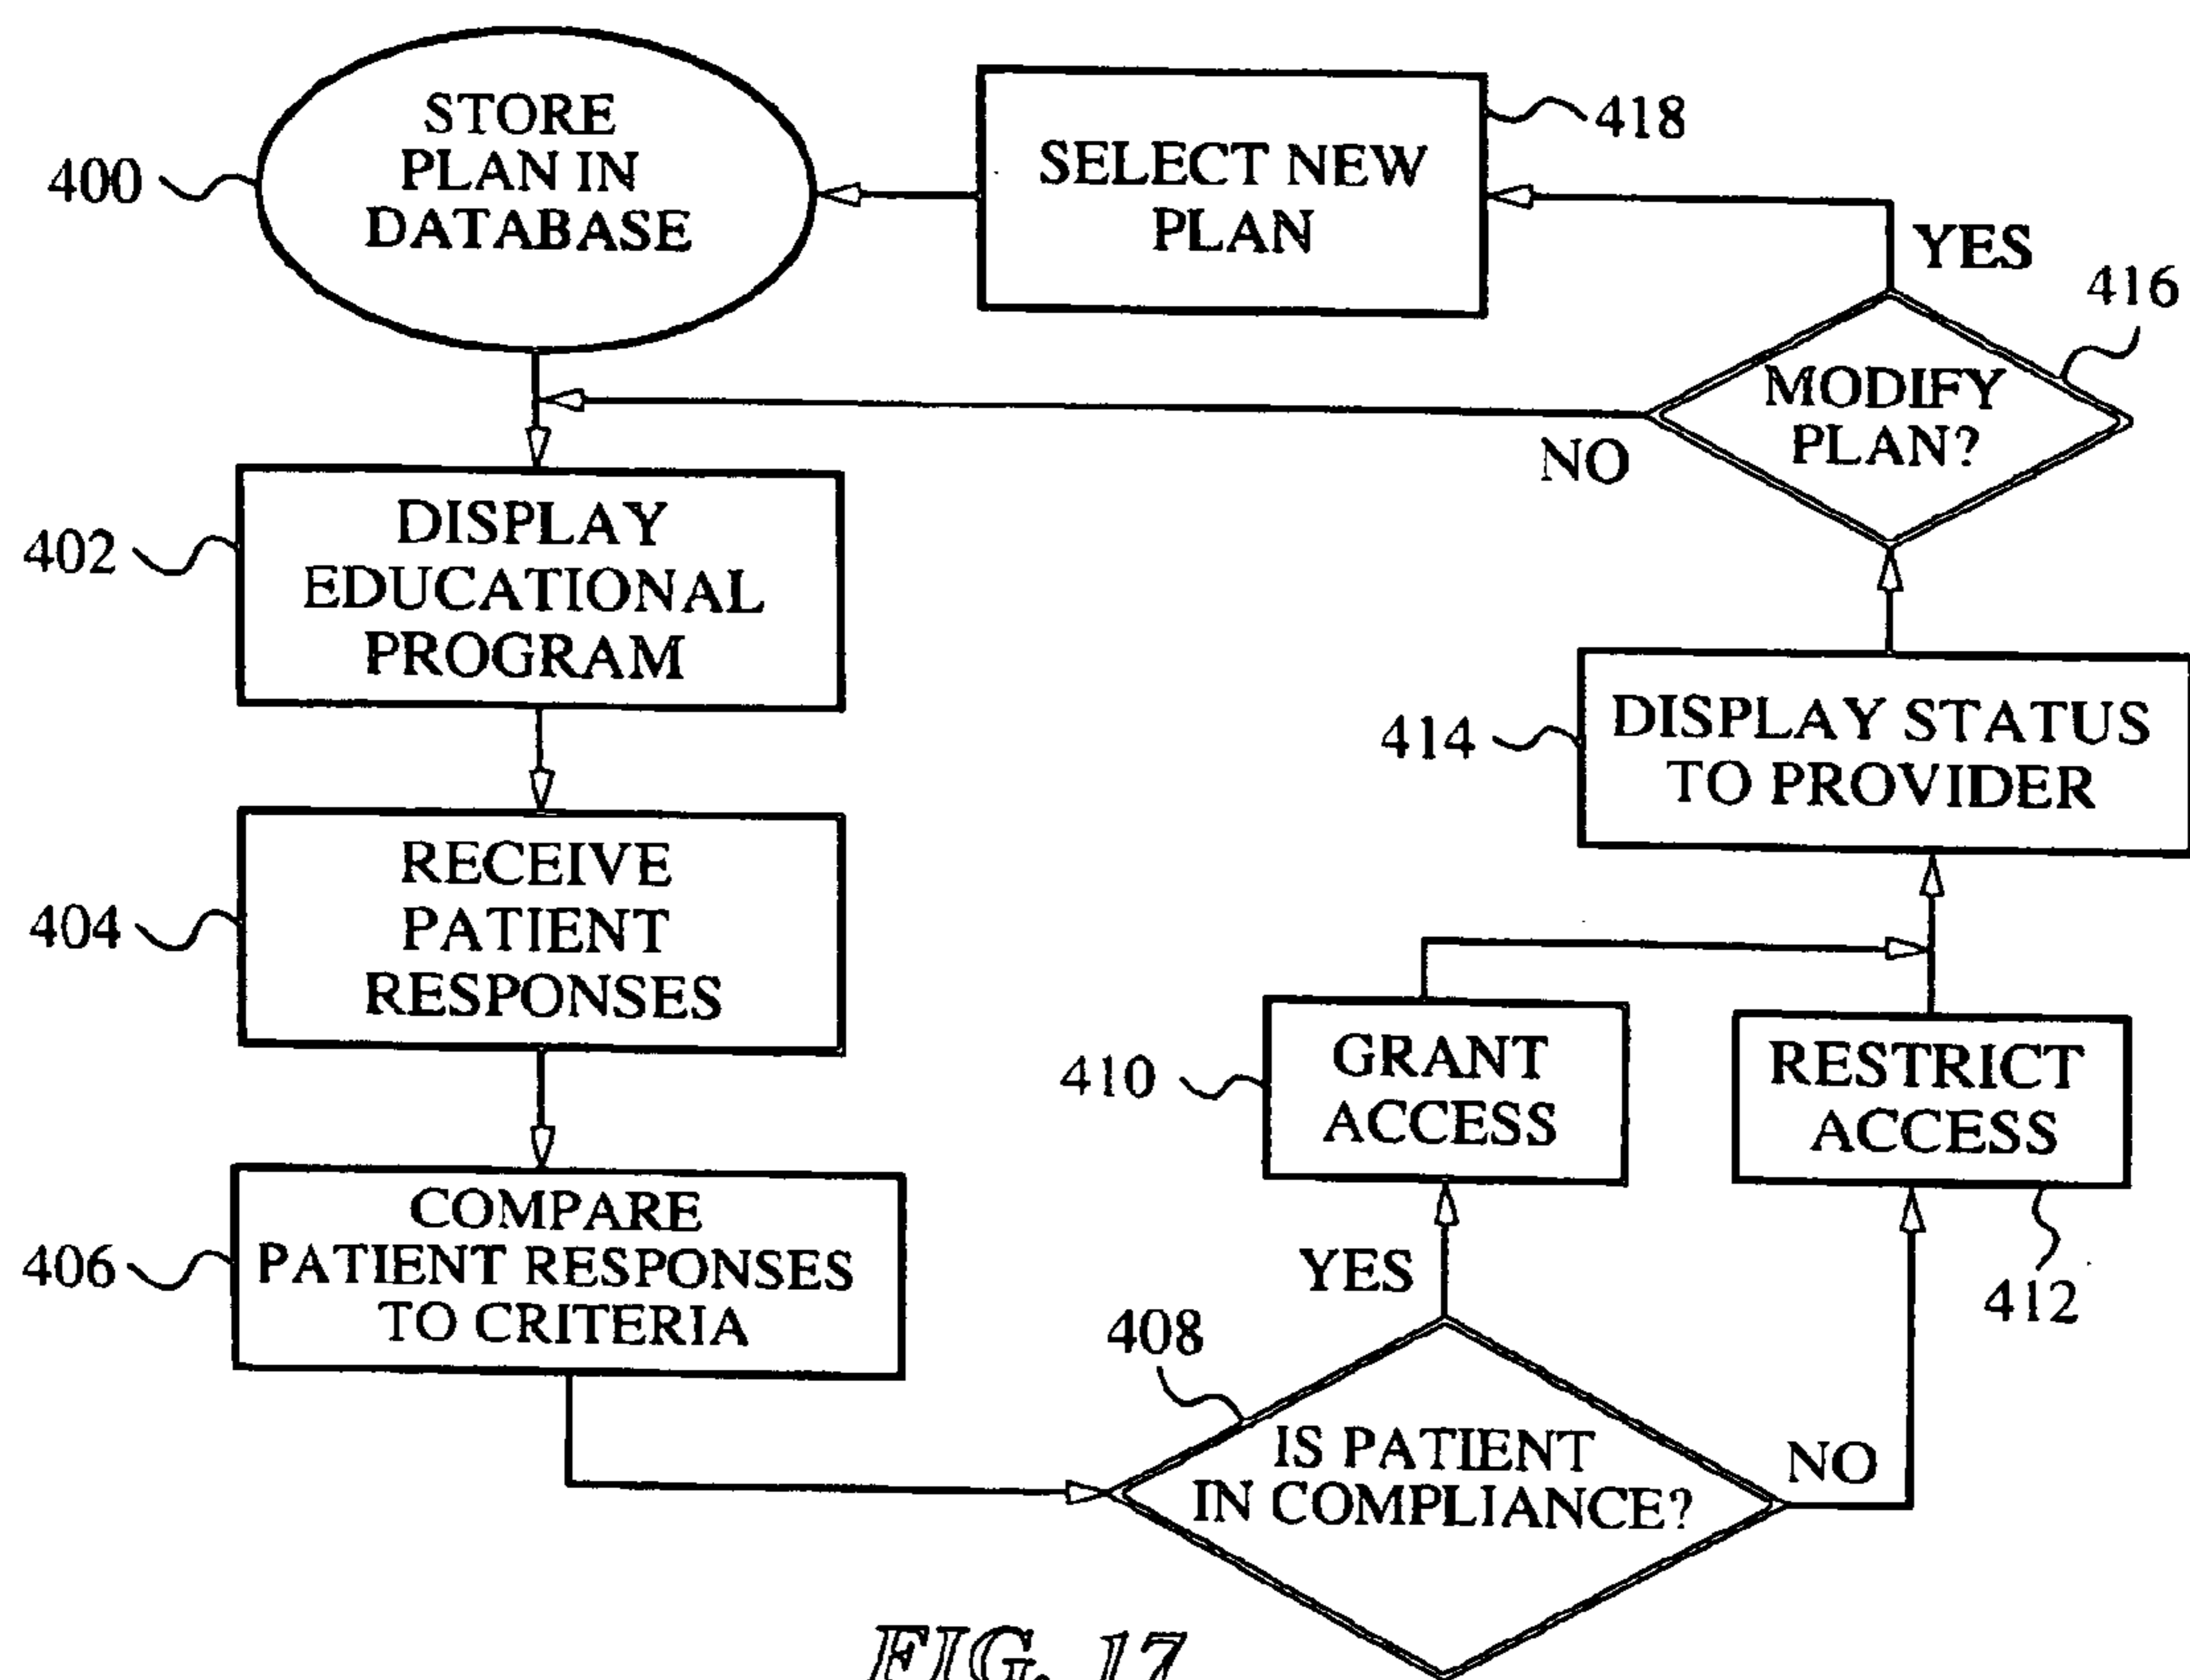 400
STORE
PLAN IN
DATABASE
SELECT NEW
PLAN
418
YES
416
MODIFY
PLAN?
NO
402
DISPLAY
EDUCATIONAL
PROGRAM
414
DISPLAY STATUS
TO PROVIDER
404
RECEIVE
PATIENT
RESPONSES
410
GRANT
ACCESS
RESTRICT
ACCESS
412
406
COMPARE
PATIENT RESPONSES
TO CRITERIA
YES
408
IS PATIENT
IN COMPLIANCE?
NO
FIG. 17